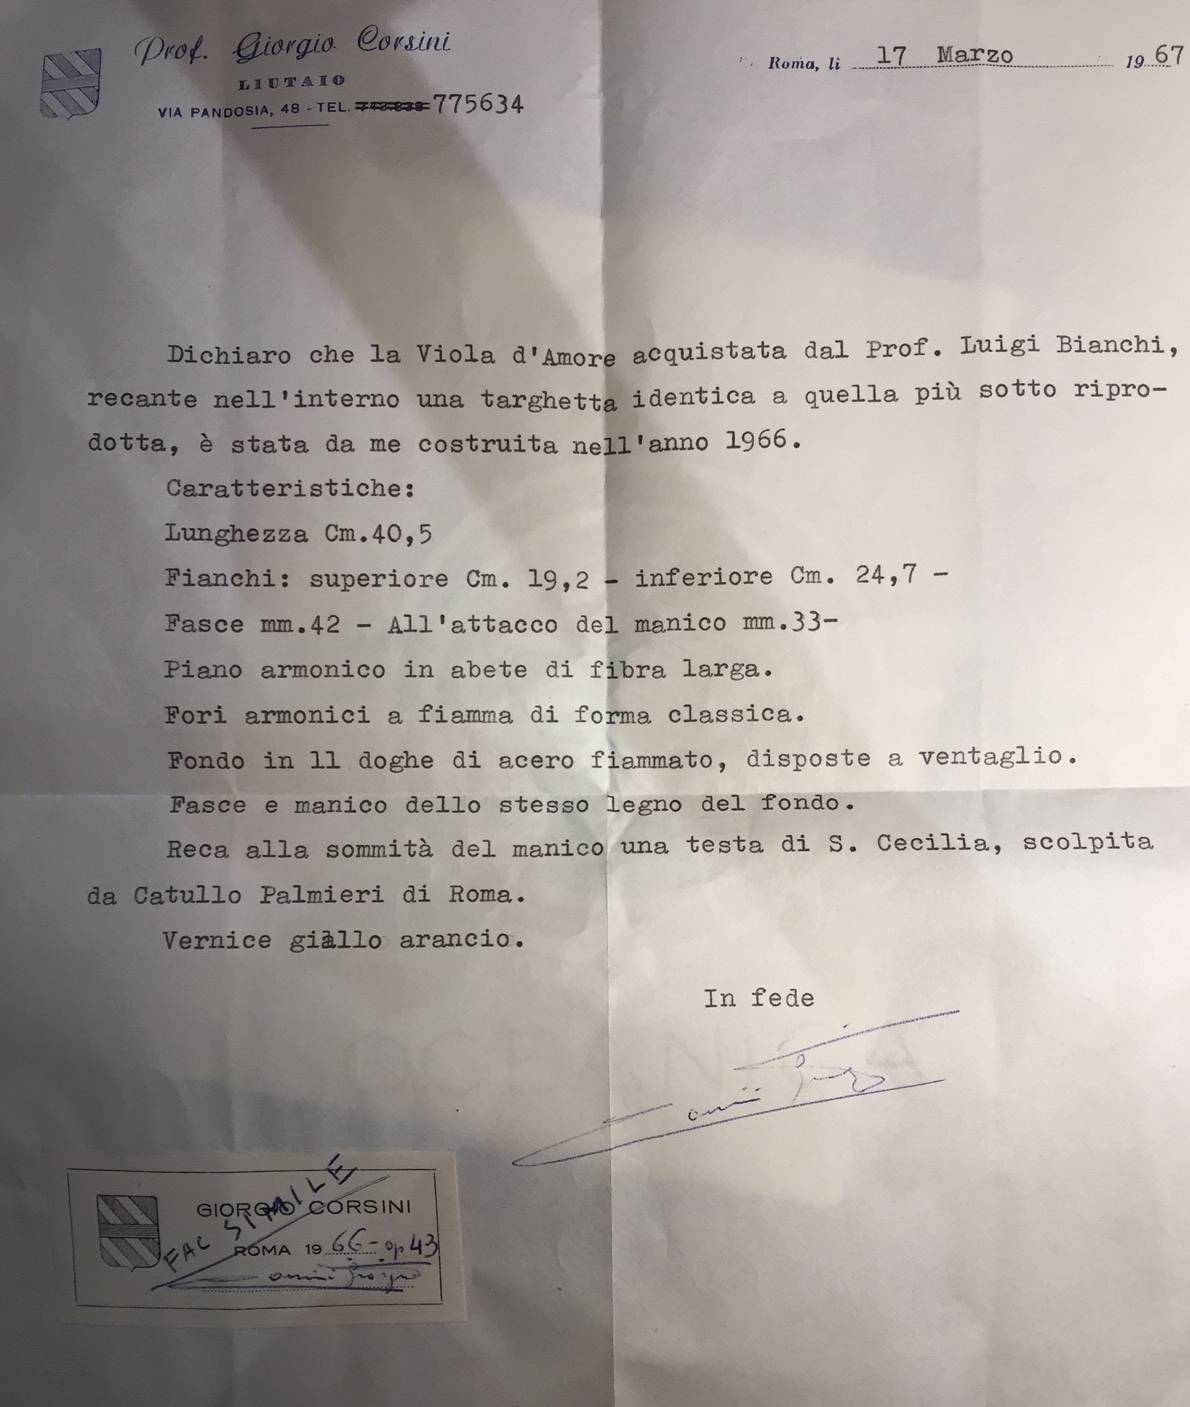 Prof. Giorgio Corsini
LIUTAIO
VIA PANDOSIA, 48 - TEL. 775634
Roma, li 17 Marzo 1967
Dichiaro che la Viola d'Amore acquistata dal Prof. Luigi Bianchi,
recante nell'interno una targhetta identica a quella più sotto ripro-
dotta, è stata da me costruita nell'anno 1966.
Caratteristiche:
Lunghezza Cm.40,5
Fianchi: superiore Cm. 19,2 - inferiore Cm. 24,7 -
Fasce mm.42 - All'attacco del manico mm.33-
Piano armonico in abete di fibra larga.
Fori armonici a fiamma di forma classica.
Fondo in 11 doghe di acero fiammato, disposte a ventaglio.
Fasce e manico dello stesso legno del fondo.
Reca alla sommità del manico una testa di S. Cecilia, scolpita
da Catullo Palmieri di Roma.
Vernice giallo arancio.
In fede
FAC SIMILE
GIORGIO CORSINI
ROMA 1966- op 43
Corsini Giorgio